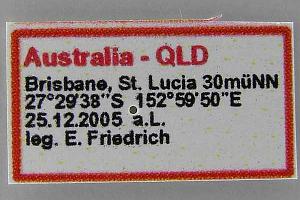 Australia - QLD
Brisbane, St. Lucia 30müNN
27°29'38"S 152°59'50"E
25.12.2005 a.L.
leg. E. Friedrich